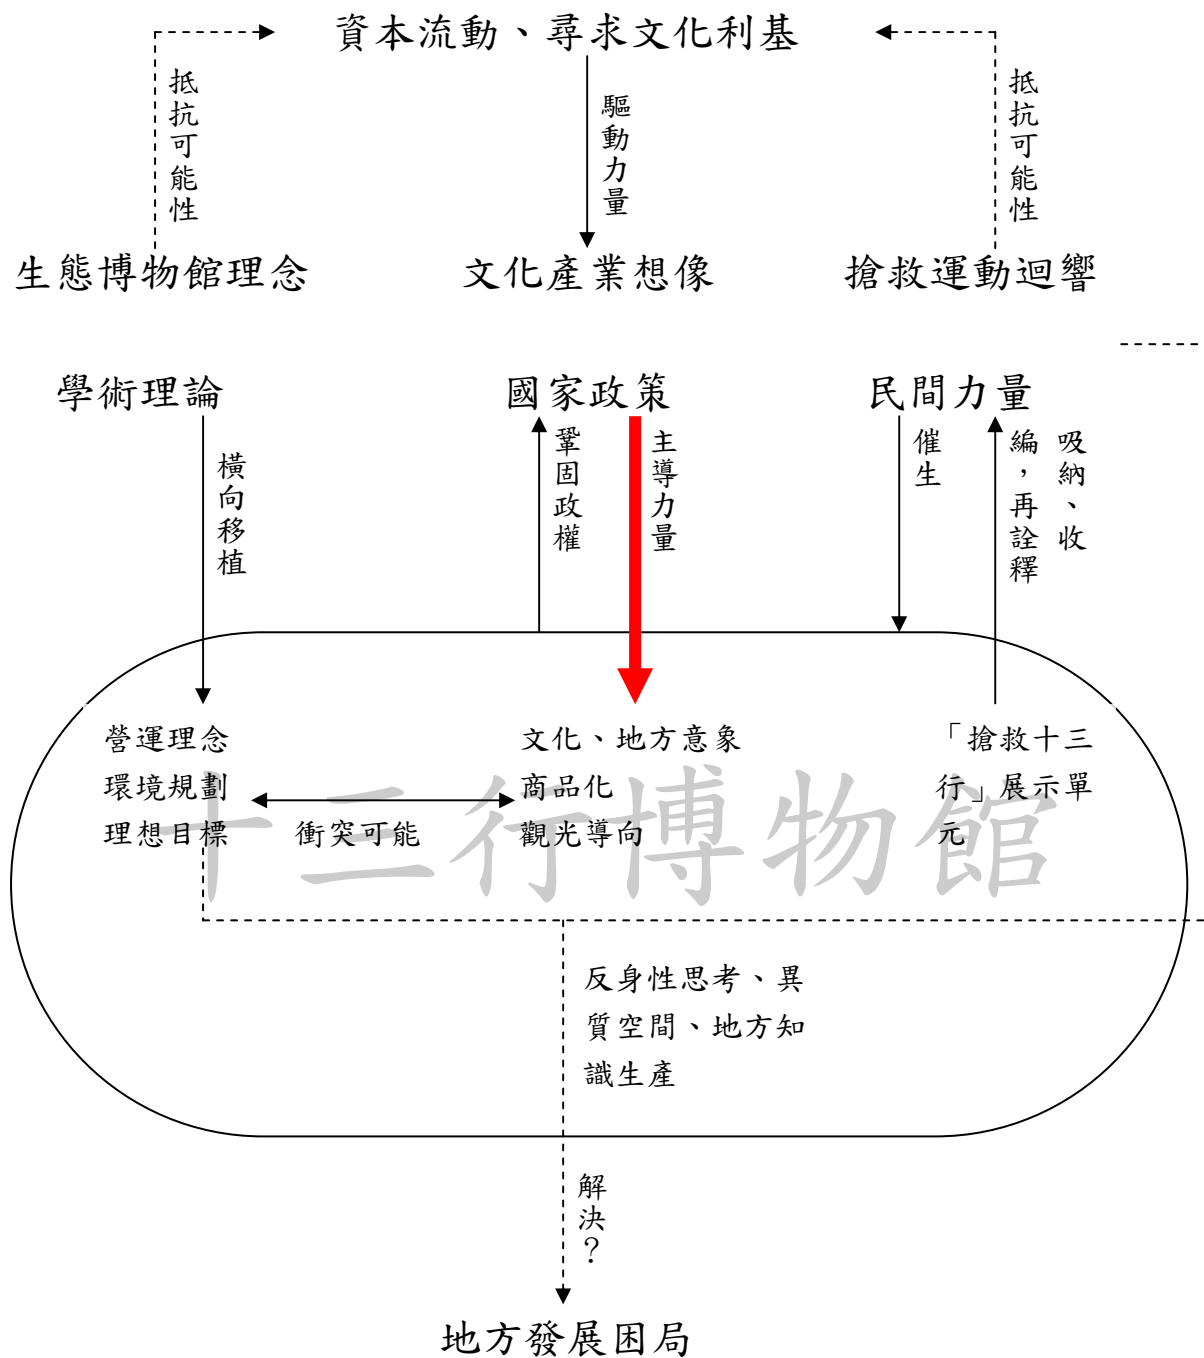 資本流動、尋求文化利基
抵抗可能性
驅動力量
抵抗可能性
生態博物館理念
文化產業想像
搶救運動迴響
學術理論
國家政策
民間力量
橫向移植
鞏固政權
主導力量
催生
吸納、收
編，再詮釋
營運理念
環境規劃
理想目標
衝突可能
文化、地方意象
商品化
觀光導向
「搶救十三
行」展示單
元
十三行博物館
反身性思考、異
質空間、地方知
識生產
解決？
地方發展困局